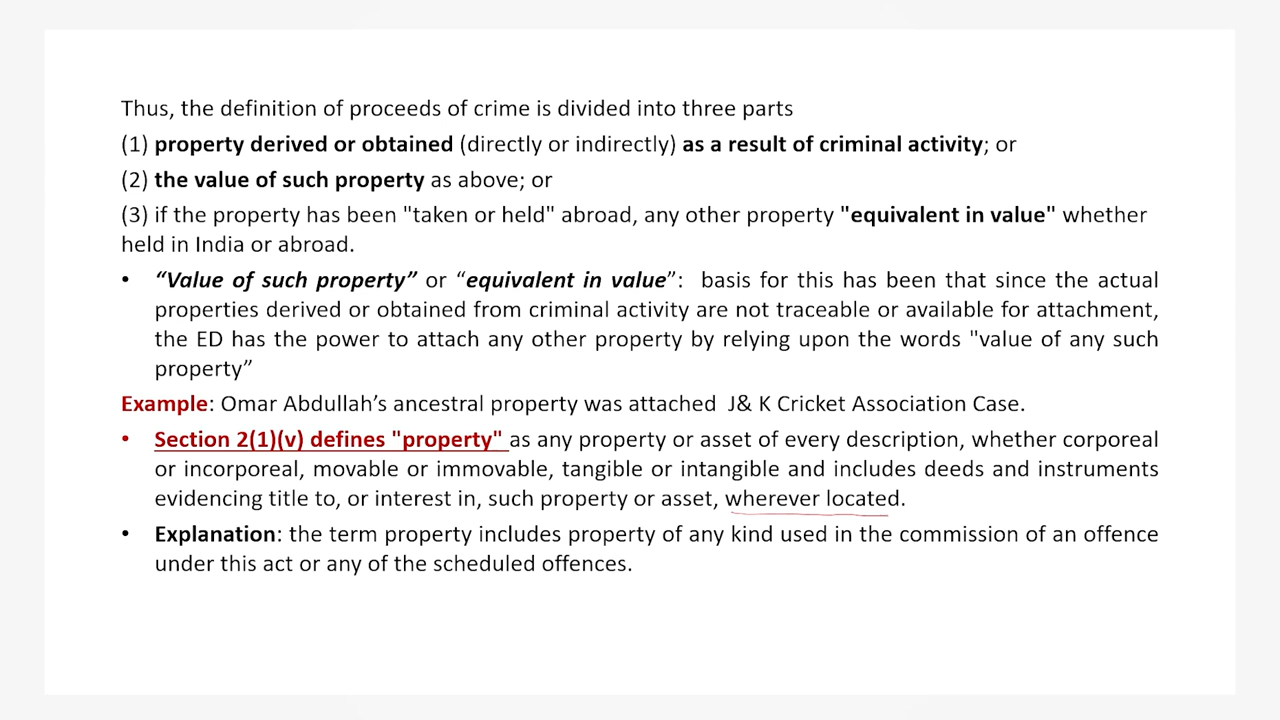 Thus, the definition of proceeds of crime is divided into three parts
(1) property derived or obtained (directly or indirectly) as a result of criminal activity; or
(2) the value of such property as above; or
(3) if the property has been "taken or held" abroad, any other property "equivalent in value" whether
held in India or abroad.
• “Value of such property” or “equivalent in value”: basis for this has been that since the actual
properties derived or obtained from criminal activity are not traceable or available for attachment,
the ED has the power to attach any other property by relying upon the words "value of any such
property”
Example: Omar Abdullah’s ancestral property was attached J& K Cricket Association Case.
• Section 2(1)(v) defines "property" as any property or asset of every description, whether corporeal
or incorporeal, movable or immovable, tangible or intangible and includes deeds and instruments
evidencing title to, or interest in, such property or asset, wherever located.
• Explanation: the term property includes property of any kind used in the commission of an offence
under this act or any of the scheduled offences.